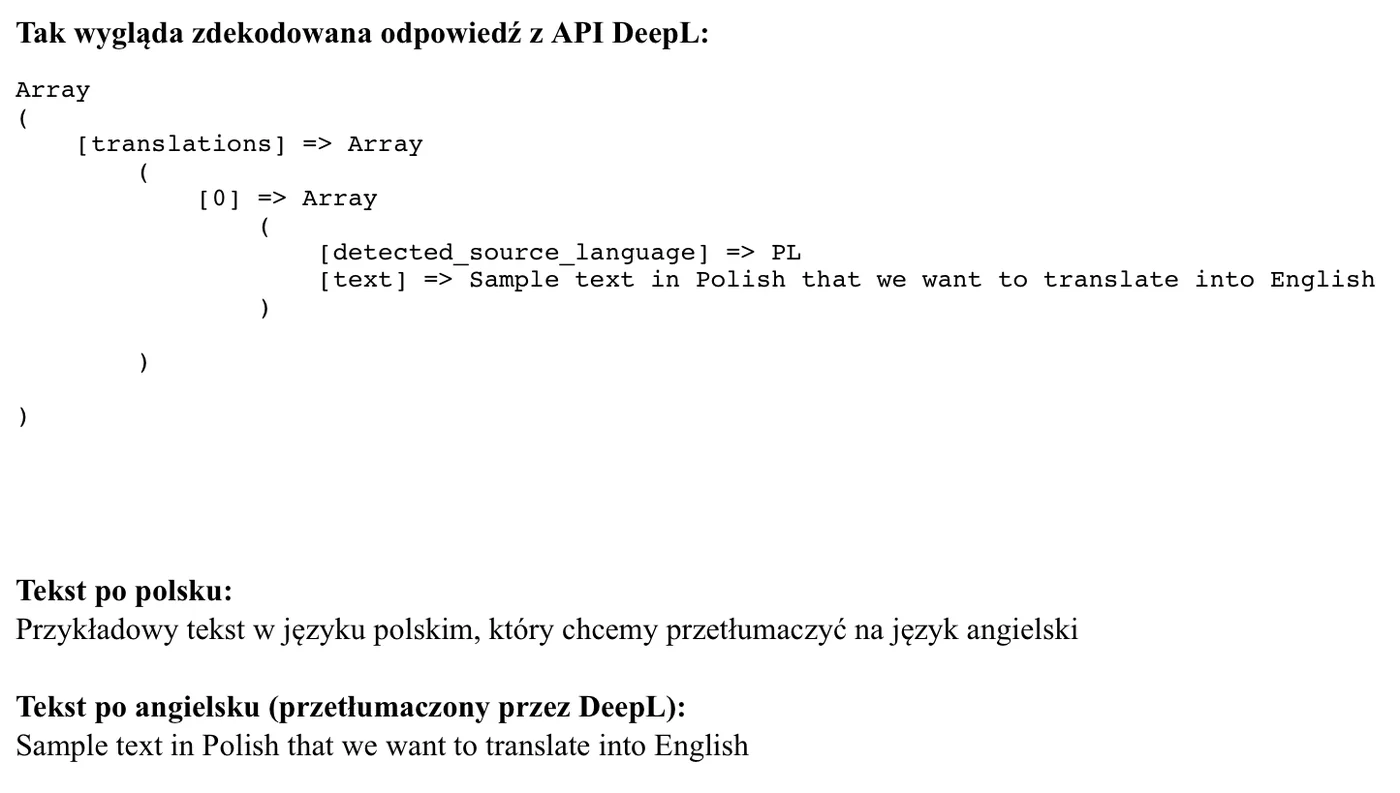 Tak wygląda zdekodowana odpowiedź z API DeepL:
Array
(
    [translations] => Array
        (
            [0] => Array
                (
                    [detected_source_language] => PL
                    [text] => Sample text in Polish that we want to translate into English
                )

        )

)
Tekst po polsku:
Przykładowy tekst w języku polskim, który chcemy przetłumaczyć na język angielski
Tekst po angielsku (przetłumaczony przez DeepL):
Sample text in Polish that we want to translate into English